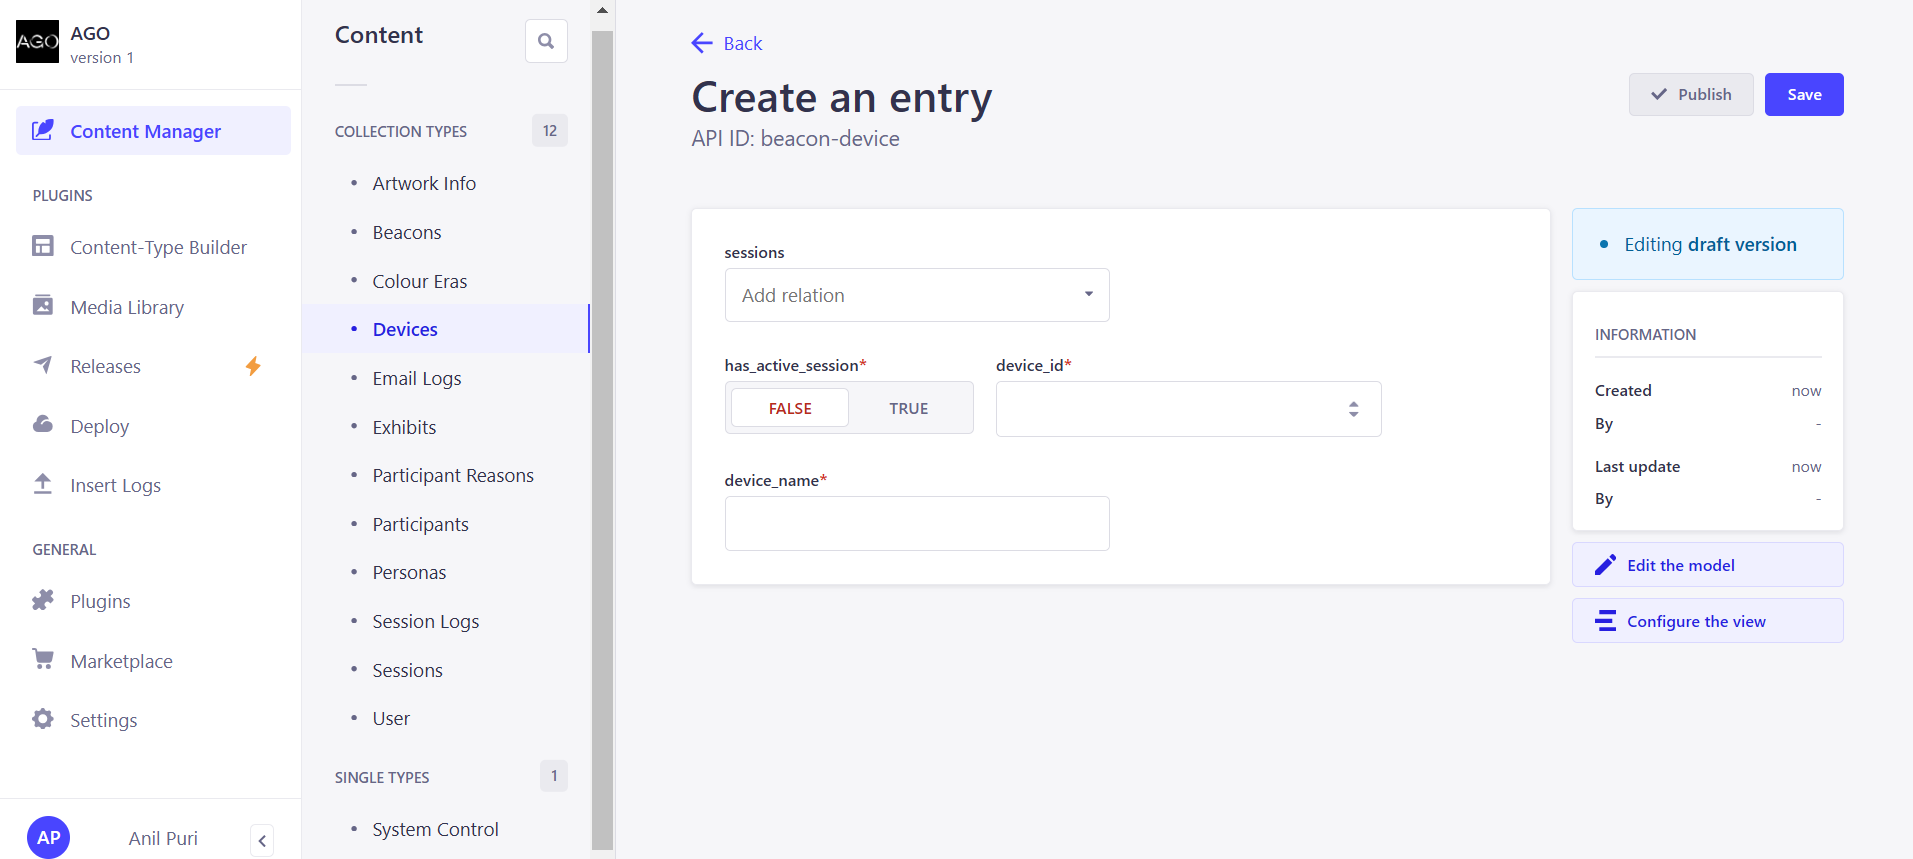 AGO
AGO
version 1
Content Manager
PLUGINS
Content-Type Builder
Media Library
Releases
Deploy
Insert Logs
GENERAL
Plugins
Marketplace
Settings
AP
Anil Puri
Content
COLLECTION TYPES 12
Artwork Info
Beacons
Colour Eras
Devices
Email Logs
Exhibits
Participant Reasons
Participants
Personas
Session Logs
Sessions
User
SINGLE TYPES 1
System Control
Back
Create an entry
API ID: beacon-device
Publish
Save
sessions
Add relation
has_active_session*
FALSE TRUE
device_id*
device_name*
Editing draft version
INFORMATION
Created now
By -
Last update now
By -
Edit the model
Configure the view